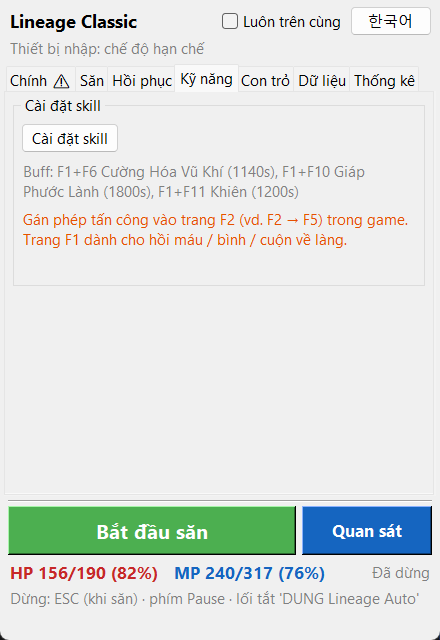 Lineage Classic
Luôn trên cùng
한국어
Thiết bị nhập: chế độ hạn chế
Chính ⚠ Săn Hồi phục Kỹ năng Con trỏ Dữ liệu Thống kê
Cài đặt skill
Cài đặt skill
Buff: F1+F6 Cường Hóa Vũ Khí (1140s), F1+F10 Giáp
Phước Lành (1800s), F1+F11 Khiên (1200s)
Gán phép tấn công vào trang F2 (vd. F2 → F5) trong game.
Trang F1 dành cho hồi máu / bình / cuộn về làng.
Bắt đầu săn
Quan sát
HP 156/190 (82%) MP 240/317 (76%) Đã dừng
Dừng: ESC (khi săn) · phím Pause · lối tắt 'DUNG Lineage Auto'